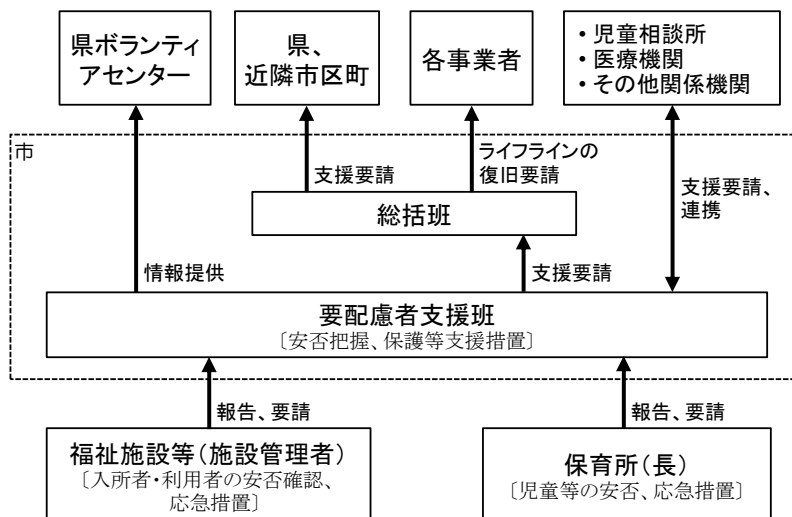 県ボランティ
アセンター
県、
近隣市区町
各事業者
・児童相談所
・医療機関
・その他関係機関
市
支援要請
ライフラインの
復旧要請
支援要請、
連携
総括班
情報提供
支援要請
要配慮者支援班
〔安否把握、保護等支援措置〕
報告、要請
報告、要請
福祉施設等（施設管理者）
〔入所者・利用者の安否確認、
応急措置〕
保育所（長）
〔児童等の安否、応急措置〕